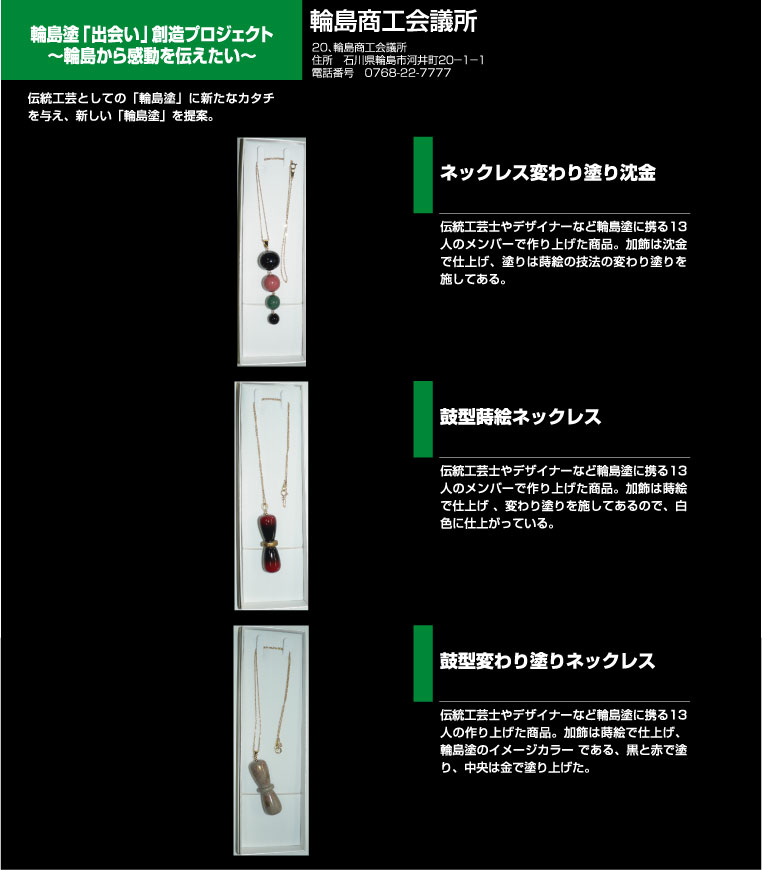 輪島塗「出会い」創造プロジェクト
～輪島から感動を伝えたい～
輪島商工会議所
20、輪島商工会議所
住所　石川県輪島市河井町20−1−1
電話番号　0768-22-7777
伝統工芸としての「輪島塗」に新たなカタチ
を与え、新しい「輪島塗」を提案。
ネックレス変わり塗り沈金
伝統工芸士やデザイナーなど輪島塗に携る13
人のメンバーで作り上げた商品。加飾は沈金
で仕上げ、塗りは蒔絵の技法の変わり塗りを
施してある。
鼓型蒔絵ネックレス
伝統工芸士やデザイナーなど輪島塗に携る13
人のメンバーで作り上げた商品。加飾は蒔絵
で仕上げ 、変わり塗りを施してあるので、白
色に仕上がっている。
鼓型変わり塗りネックレス
伝統工芸士やデザイナーなど輪島塗に携る13
人の作り上げた商品。加飾は蒔絵で仕上げ、
輪島塗のイメージカラー である、黒と赤で塗
り、中央は金で塗り上げた。